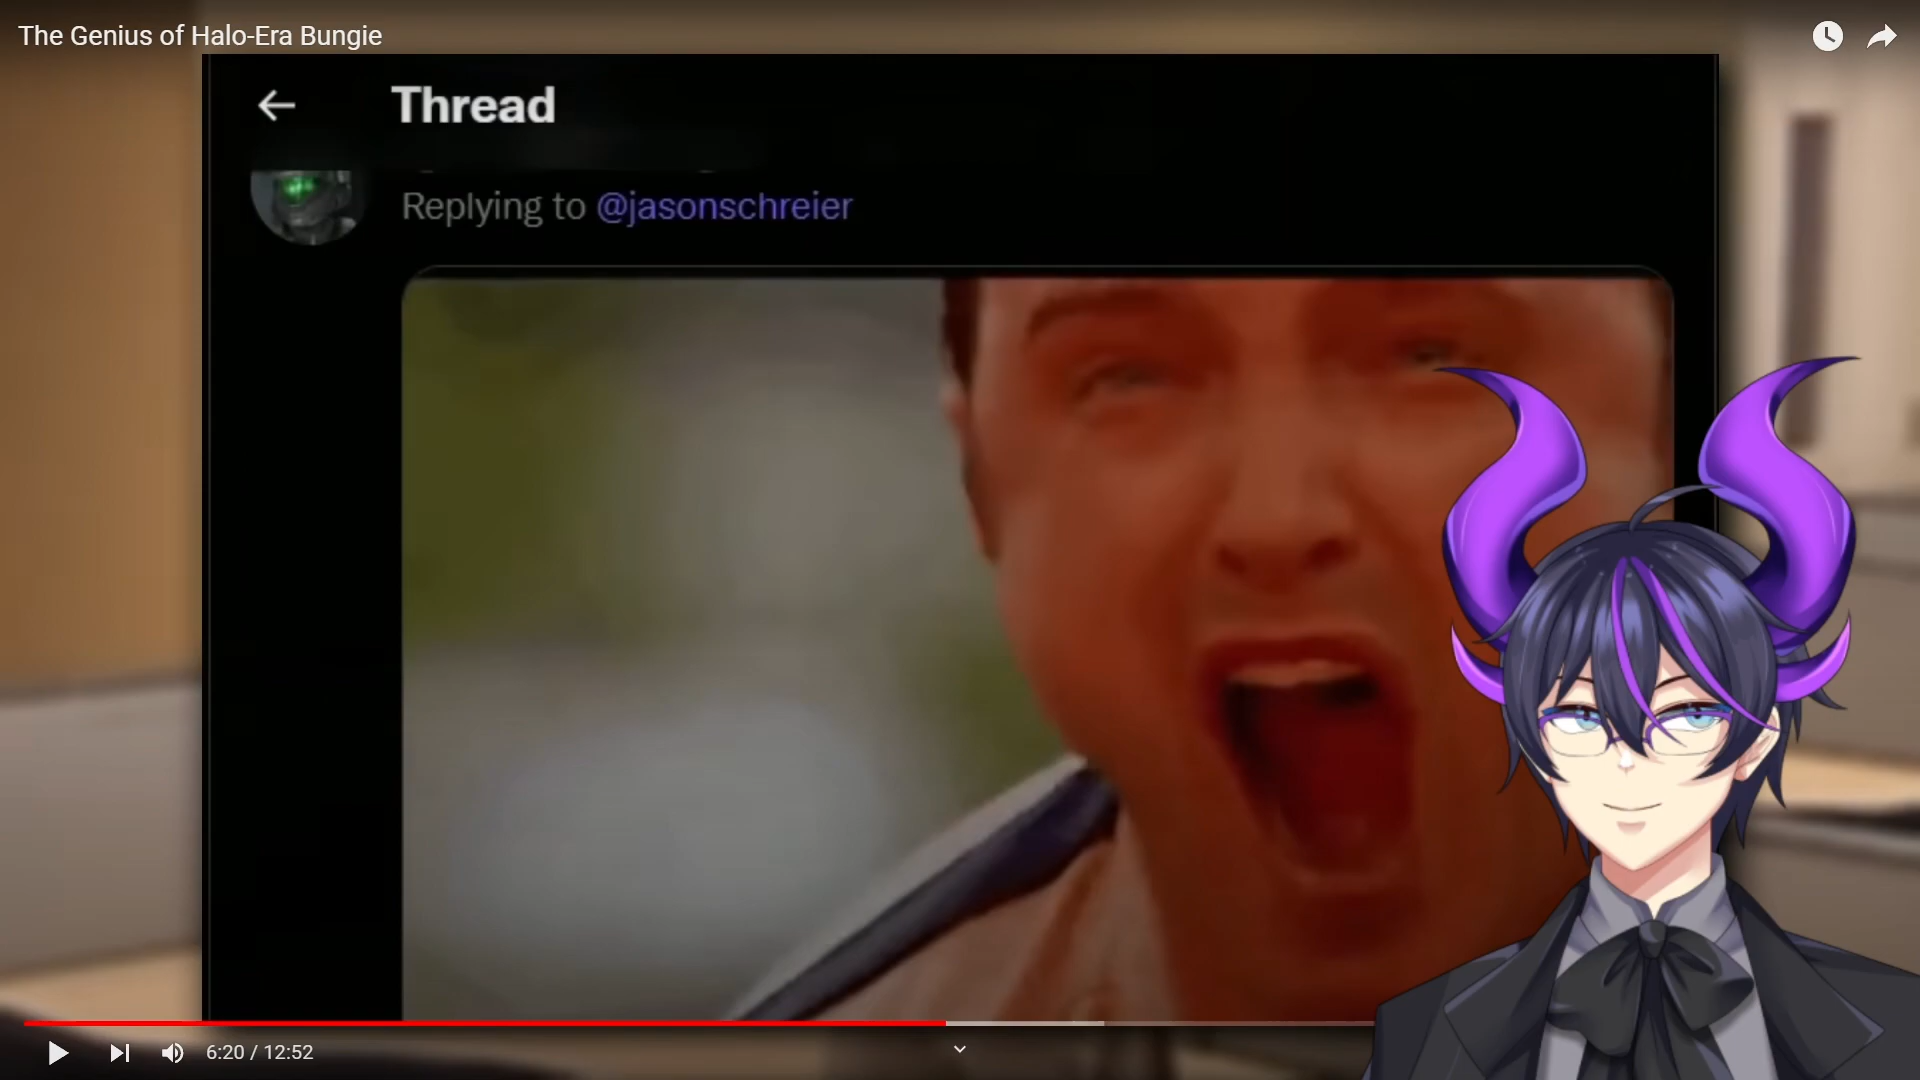 The Genius of Halo-Era Bungie
Thread
Replying to @jasonschreier
6:20 / 12:52